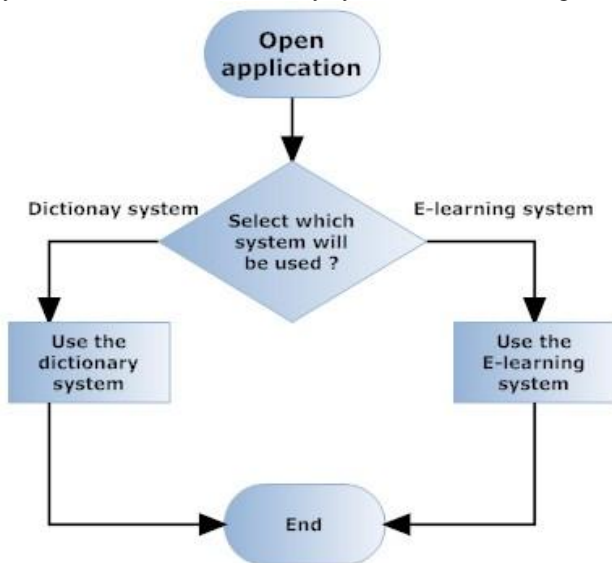 Open
application
Dictionay system
Select which
system will
be used ?
E-learning system
Use the
dictionary
system
Use the
E-learning
system
End